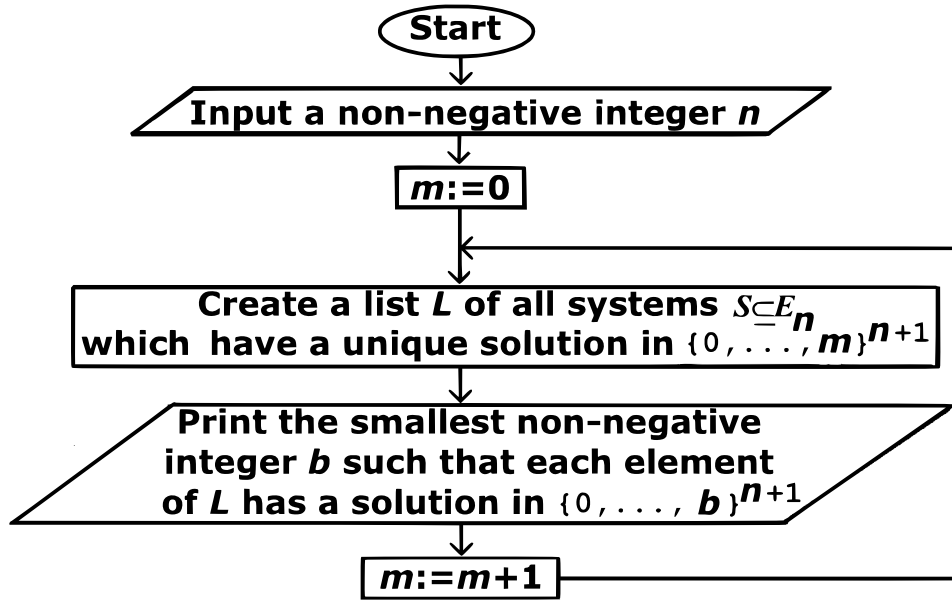 Start
Input a non-negative integer n
m:=0
Create a list L of all systems S⊆Eₙ
which have a unique solution in {0,...,m}ⁿ⁺¹
Print the smallest non-negative
integer b such that each element
of L has a solution in {0,..., b}ⁿ⁺¹
m:=m+1